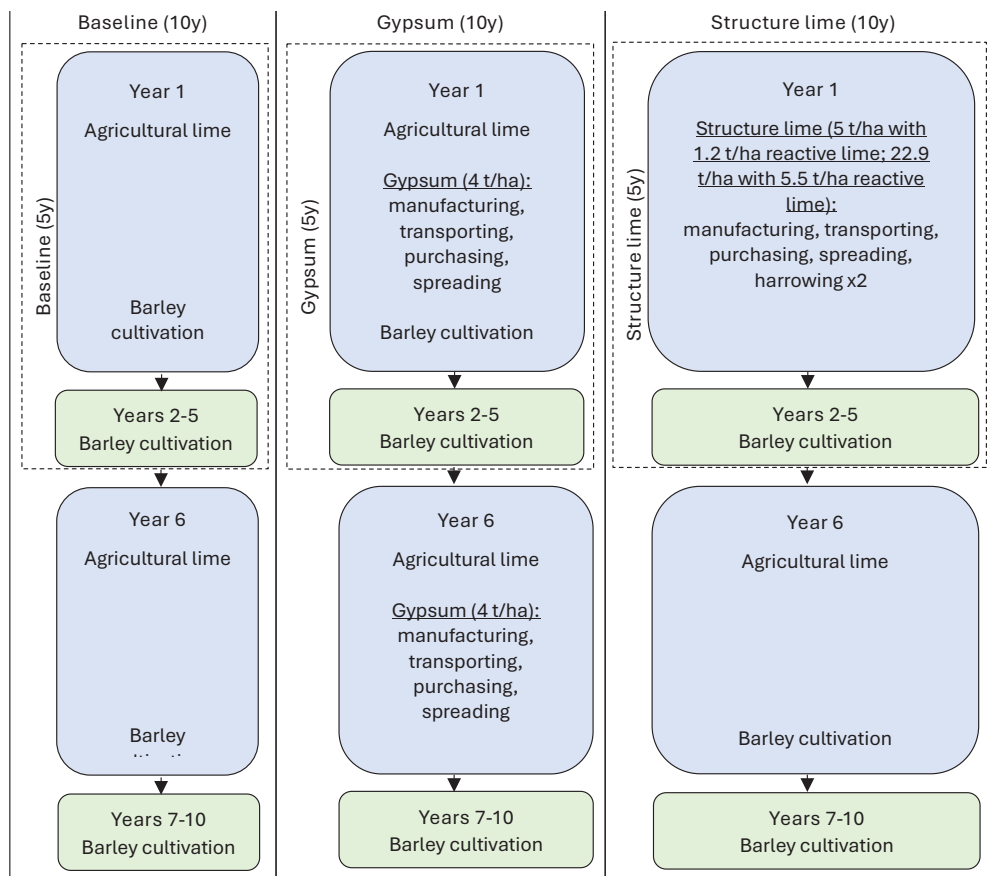 Baseline (10y)
Baseline (5y)
Year 1
Agricultural lime
Barley
cultivation
Years 2-5
Barley cultivation
Year 6
Agricultural lime
Barley
Years 7-10
Barley cultivation
Gypsum (10y)
Gypsum (5y)
Year 1
Agricultural lime
Gypsum (4 t/ha):
manufacturing,
transporting,
purchasing,
spreading
Barley cultivation
Years 2-5
Barley cultivation
Year 6
Agricultural lime
Gypsum (4 t/ha):
manufacturing,
transporting,
purchasing,
spreading
Years 7-10
Barley cultivation
Structure lime (10y)
Structure lime (5y)
Year 1
Structure lime (5 t/ha with
1.2 t/ha reactive lime; 22.9
t/ha with 5.5 t/ha reactive
lime):
manufacturing, transporting,
purchasing, spreading,
harrowing x2
Years 2-5
Barley cultivation
Year 6
Agricultural lime
Barley cultivation
Years 7-10
Barley cultivation